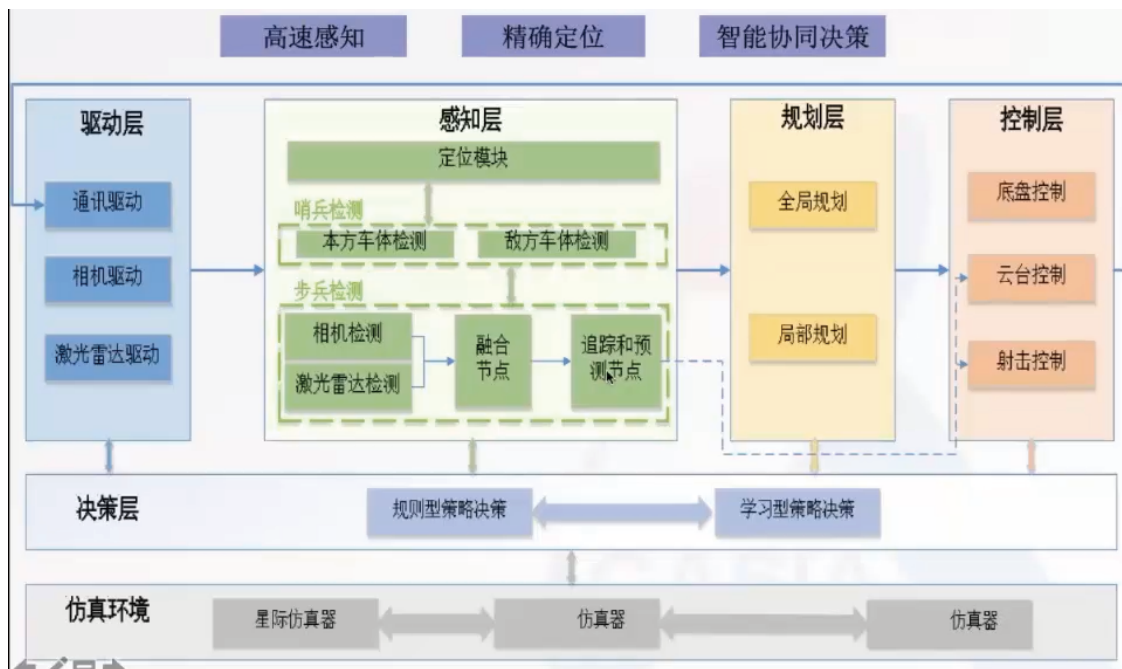 高速感知
精确定位
智能协同决策
驱动层
通讯驱动
相机驱动
激光雷达驱动
感知层
定位模块
哨兵检测
本方车体检测
敌方车体检测
步兵检测
相机检测
激光雷达检测
融合
节点
追踪和预
测节点
规划层
全局规划
局部规划
控制层
底盘控制
云台控制
射击控制
决策层
规则型策略决策
学习型策略决策
仿真环境
星际仿真器
仿真器
仿真器